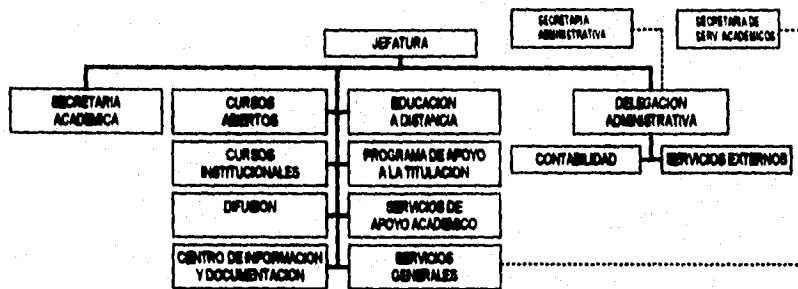 SECRETARIA
ADMINISTRATIVA
SECRETARIA DE
SERV. ACADEMICOS
JEFATURA
SECRETARIA
ACADEMICA
CURSOS
ABIERTOS
EDUCACION
A DISTANCIA
DELEGACION
ADMINISTRATIVA
CURSOS
INSTITUCIONALES
PROGRAMA DE APOYO
A LA TITULACION
CONTABILIDAD
SERVICIOS EXTERNOS
DIFUSION
SERVICIOS DE
APOYO ACADEMICO
CENTRO DE INFORMACION
Y DOCUMENTACION
SERVICIOS
GENERALES